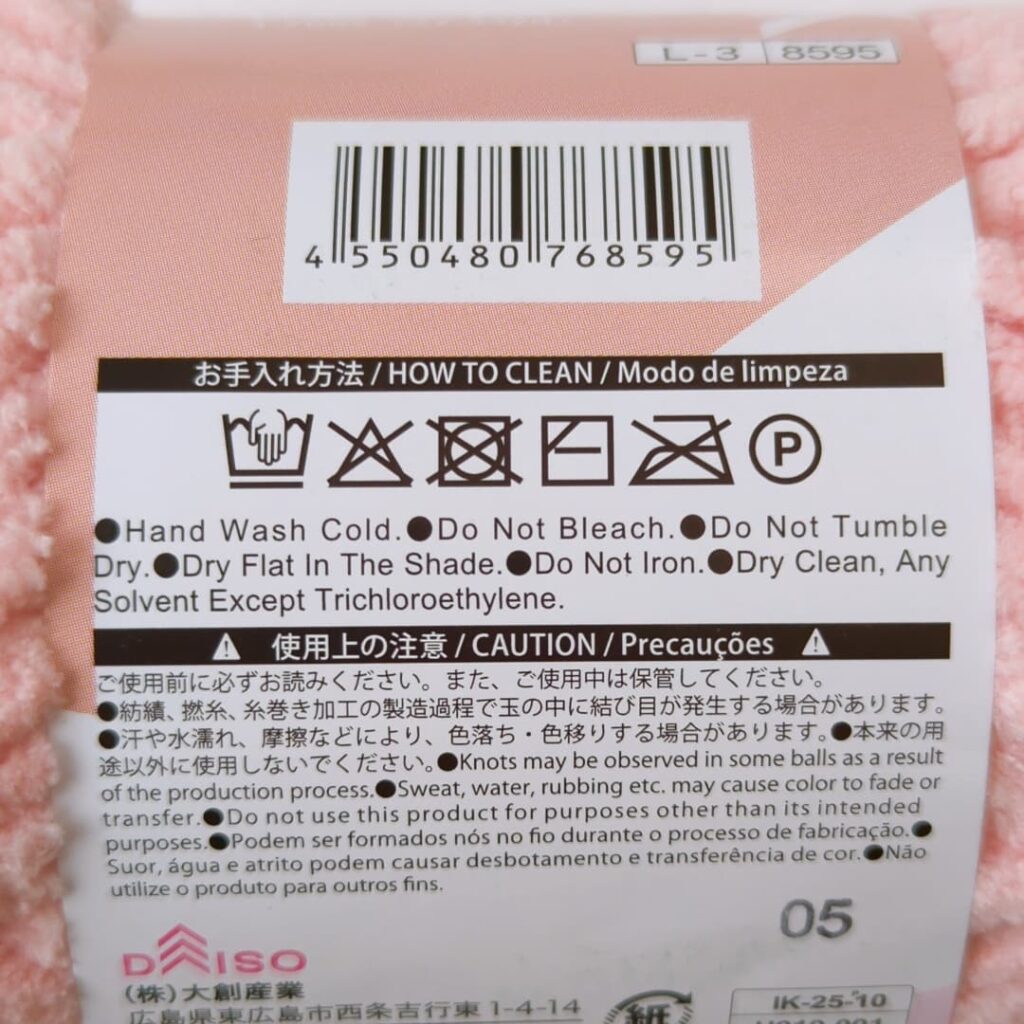 L-3 8595
4 550480 768595
お手入れ方法 / HOW TO CLEAN / Modo de limpeza
P
●Hand Wash Cold.●Do Not Bleach.●Do Not Tumble
Dry.●Dry Flat In The Shade.●Do Not Iron.●Dry Clean, Any
Solvent Except Trichloroethylene.
使用上の注意 / CAUTION / Precauções
ご使用前に必ずお読みください。また、ご使用中は保管してください。
●紡績、撚糸、糸巻き加工の製造過程で玉の中に結び目が発生する場合があります。
●汗や水濡れ、摩擦などにより、色落ち・色移りする場合があります。●本来の用
途以外に使用しないでください。●Knots may be observed in some balls as a result
of the production process.●Sweat, water, rubbing etc. may cause color to fade or
transfer.●Do not use this product for purposes other than its intended
purposes.●Podem ser formados nós no fio durante o processo de fabricação.●
Suor, água e atrito podem causar desbotamento e transferência de cor.●Não
utilize o produto para outros fins.
05
DAISO
(株)大創産業
広島県東広島市西条吉行東1-4-14
紙
IK-25-10